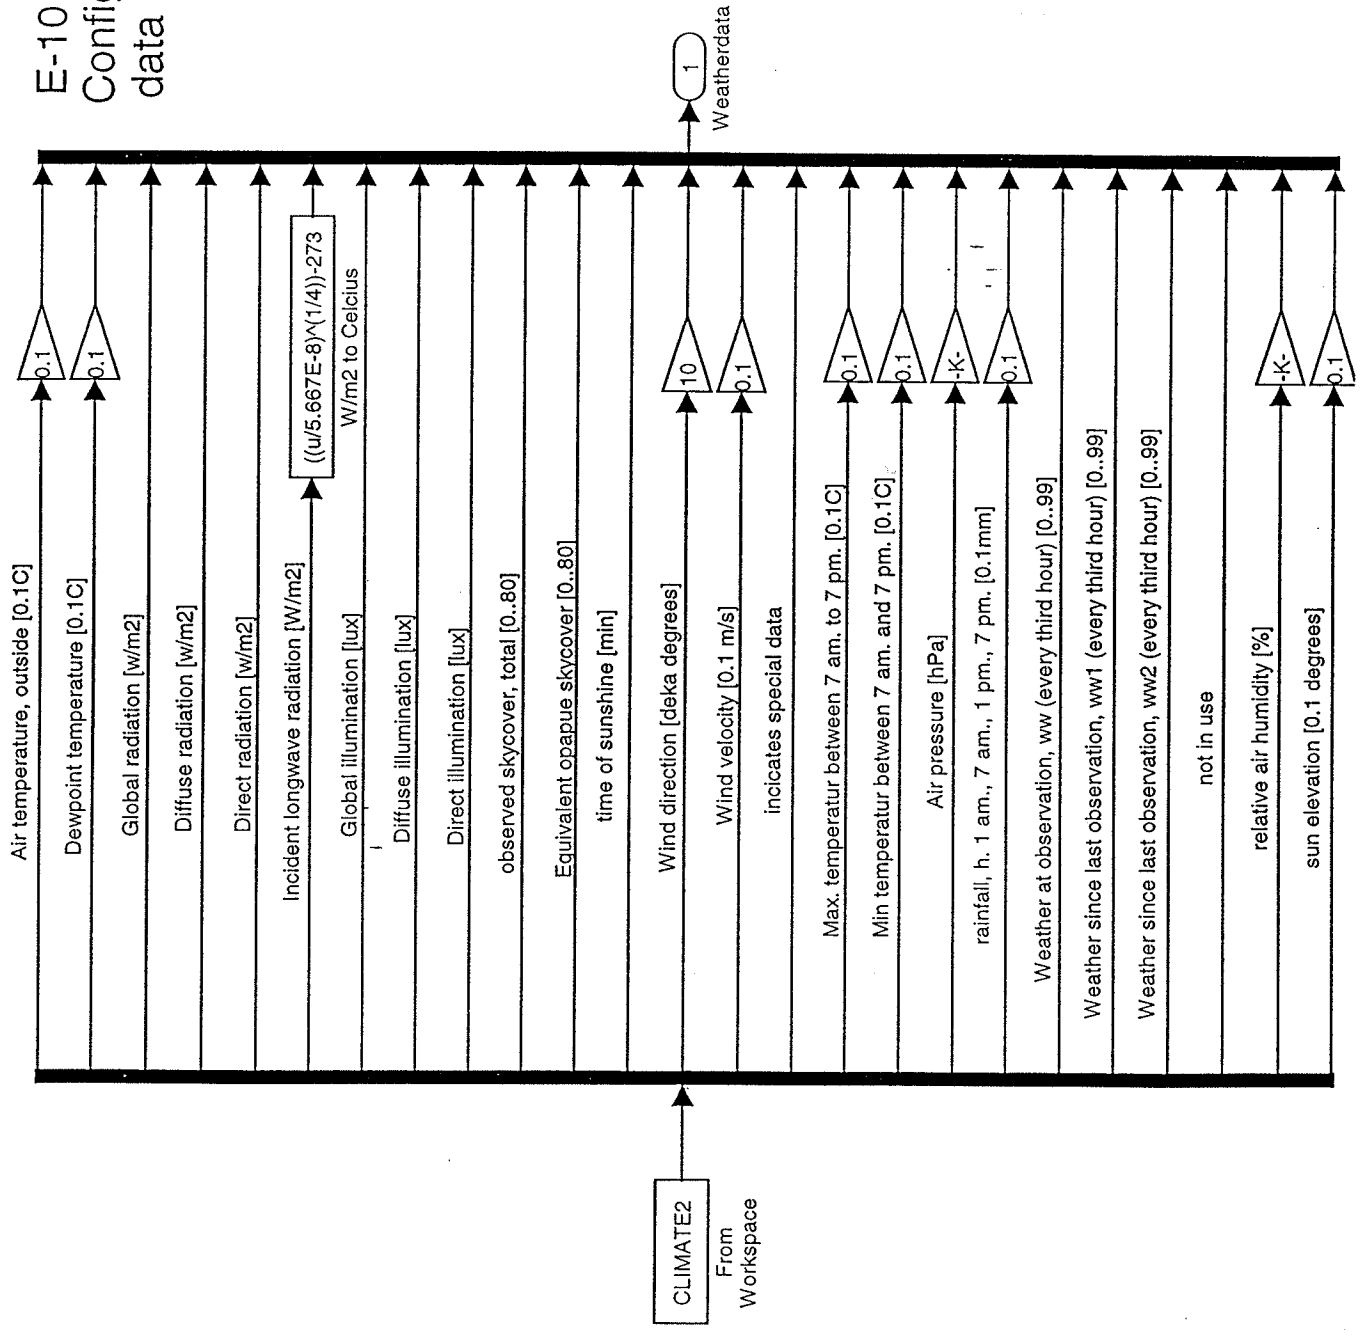 E-10
Config
data
Air temperature, outside [0.1C]
0.1
Dewpoint temperature [0.1C]
0.1
Global radiation [w/m2]
Diffuse radiation [w/m2]
Direct radiation [w/m2]
Incident longwave radiation [W/m2]
((u/5.667E-8)^(1/4))-273
W/m2 to Celcius
Global illumination [lux]
Diffuse illumination [lux]
Direct illumination [lux]
observed skycover, total [0..80]
Equivalent opapue skycover [0..80]
time of sunshine [min]
CLIMATE2
From
Workspace
Wind direction [deka degrees]
10
1
Weatherdata
Wind velocity [0.1 m/s]
0.1
incicates special data
Max. temperatur between 7 am. to 7 pm. [0.1C]
0.1
Min temperatur between 7 am. and 7 pm. [0.1C]
0.1
Air pressure [hPa]
-K-
rainfall, h. 1 am., 7 am., 1 pm., 7 pm. [0.1mm]
0.1
Weather at observation, ww (every third hour) [0..99]
Weather since last observation, ww1 (every third hour) [0..99]
Weather since last observation, ww2 (every third hour) [0..99]
not in use
relative air humidity [%]
-K-
sun elevation [0.1 degrees]
0.1